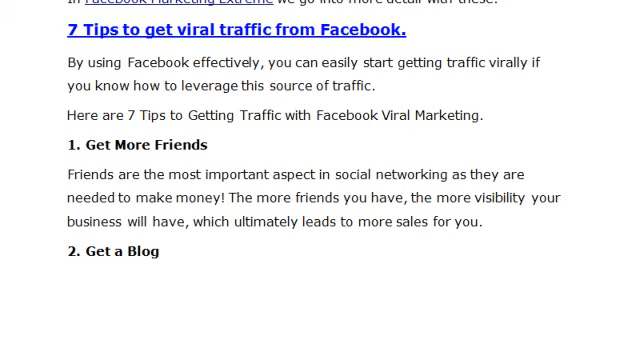 In Facebook Marketing Extreme we go into more detail with these.
7 Tips to get viral traffic from Facebook.
By using Facebook effectively, you can easily start getting traffic virally if
you know how to leverage this source of traffic.
Here are 7 Tips to Getting Traffic with Facebook Viral Marketing.
1. Get More Friends
Friends are the most important aspect in social networking as they are
needed to make money! The more friends you have, the more visibility your
business will have, which ultimately leads to more sales for you.
2. Get a Blog